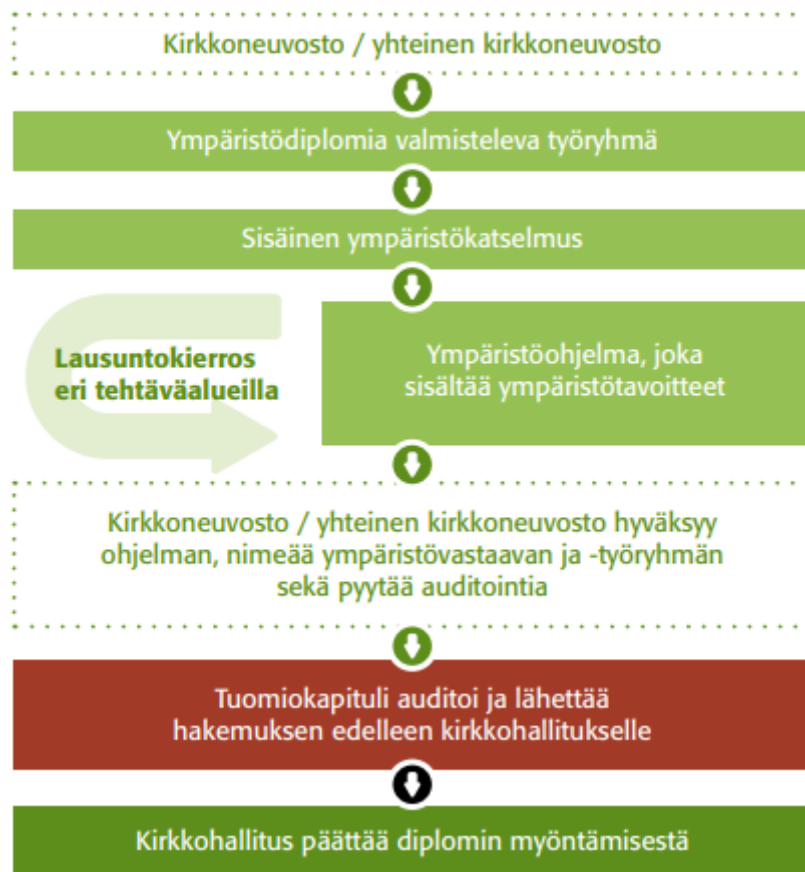 Kirkkoneuvosto / yhteinen kirkkoneuvosto
Ympäristödiplomia valmisteleva työryhmä
Sisäinen ympäristökatselmus
Lausuntokierros
eri tehtäväalueilla
Ympäristöohjelma, joka
sisältää ympäristötavoitteet
Kirkkoneuvosto / yhteinen kirkkoneuvosto hyväksyy
ohjelman, nimeää ympäristövastaavan ja -työryhmän
sekä pyytää auditointia
Tuomiokapituli auditoi ja lähettää
hakemuksen edelleen kirkkohallitukselle
Kirkkohallitus päättää diplomin myöntämisestä